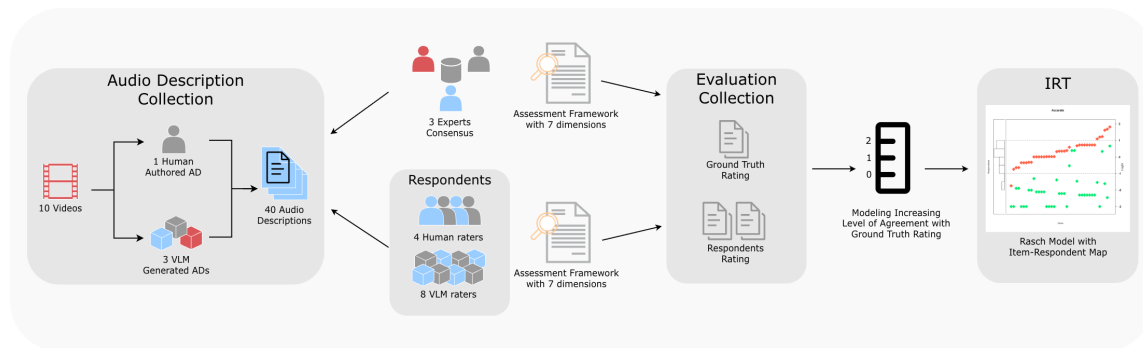 Audio Description
Collection
10 Videos
1 Human
Authored AD
3 VLM
Generated ADs
40 Audio
Descriptions
3 Experts
Consensus
Assessment Framework
with 7 dimensions
Respondents
4 Human raters
8 VLM raters
Assessment Framework
with 7 dimensions
Evaluation
Collection
Ground Truth
Rating
Respondents
Rating
2
1
0
Modeling Increasing
Level of Agreement with
Ground Truth Rating
IRT
Rasch Model with
Item-Respondent Map